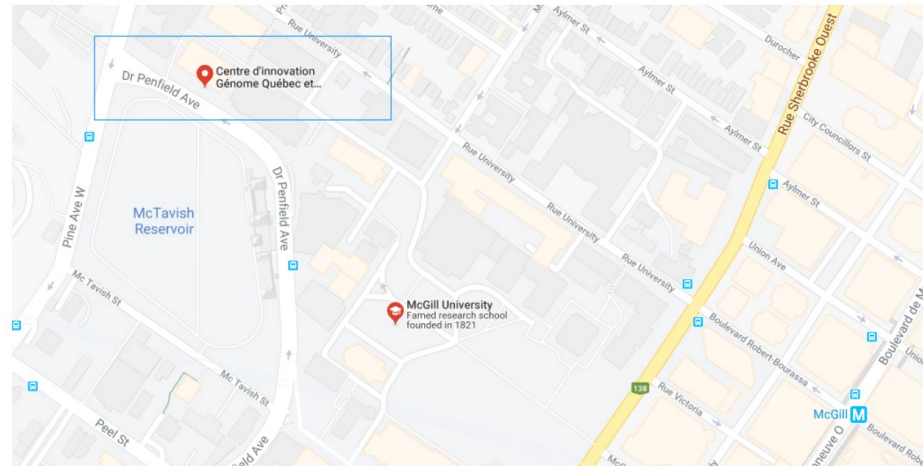 Rue University
Aylmer St
Durocher
Rue Sherbrooke Ouest
Centre d'innovation
Génome Québec et...
Dr Penfield Ave
Aylmer St
City Councillors St
Pine Ave W
McTavish
Reservoir
Dr Penfield Ave
Rue University
Rue University
Aylmer St
Union Ave
Rue University
Mc Tavish St
McGill University
Famed research school
founded in 1821
Boulevard Robert-Bourassa
Boulevard de M
Union
138
Rue Victoria
Mc Tavish St
Peel St
McGill
M
Boulevard Robert